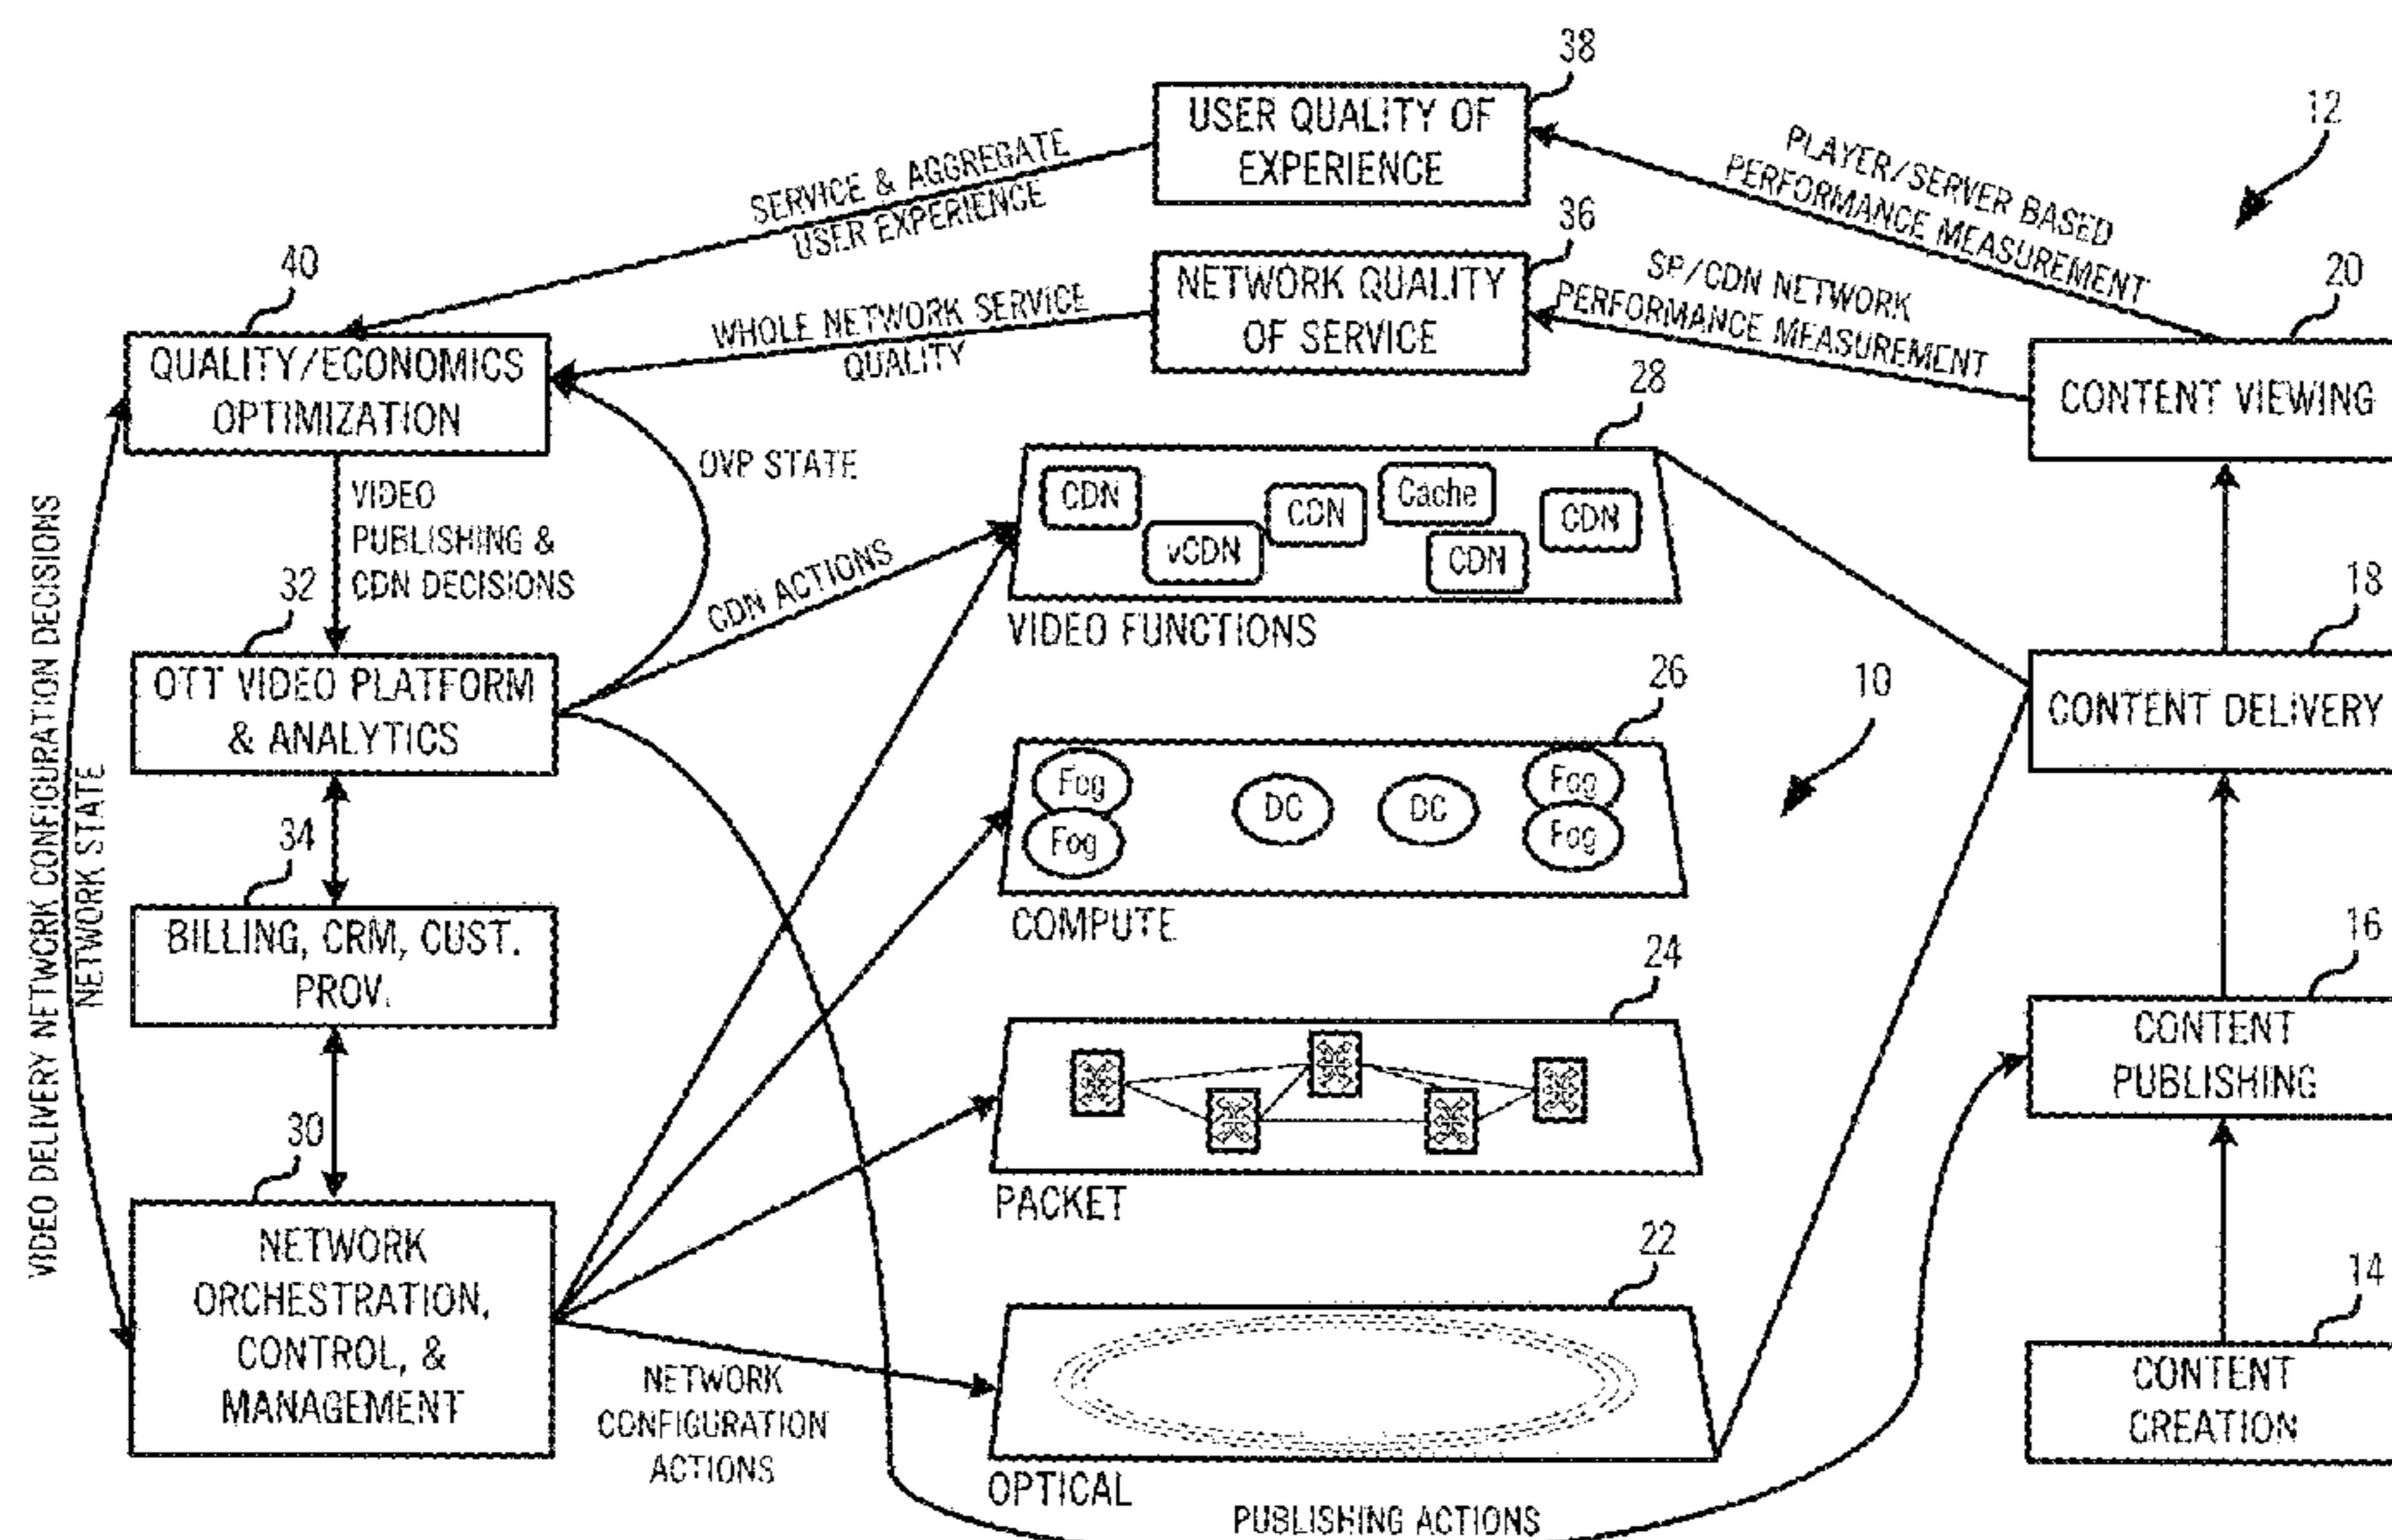 38
USER QUALITY OF
EXPERIENCE
12
PLAYER/SERVER BASED
PERFORMANCE MEASUREMENT
SERVICE & AGGREGATE
USER EXPERIENCE
36
NETWORK QUALITY
OF SERVICE
SP/CDN NETWORK
PERFORMANCE MEASUREMENT
20
CONTENT VIEWING
40
QUALITY/ECONOMICS
OPTIMIZATION
WHOLE NETWORK SERVICE
QUALITY
28
CDN
vCDN
CDN
Cache
CDN
CDN
VIDEO FUNCTIONS
OVP STATE
VIDEO
PUBLISHING &
CDN DECISIONS
CDN ACTIONS
32
OTT VIDEO PLATFORM
& ANALYTICS
18
CONTENT DELIVERY
26
10
Fog
Fog
DC
DC
Fog
Fog
COMPUTE
VIDEO DELIVERY NETWORK CONFIGURATION DECISIONS
NETWORK STATE
34
BILLING, CRM, CUST.
PROV.
24
PACKET
16
CONTENT
PUBLISHING
30
NETWORK
ORCHESTRATION,
CONTROL, &
MANAGEMENT
NETWORK
CONFIGURATION
ACTIONS
22
OPTICAL
14
CONTENT
CREATION
PUBLISHING ACTIONS